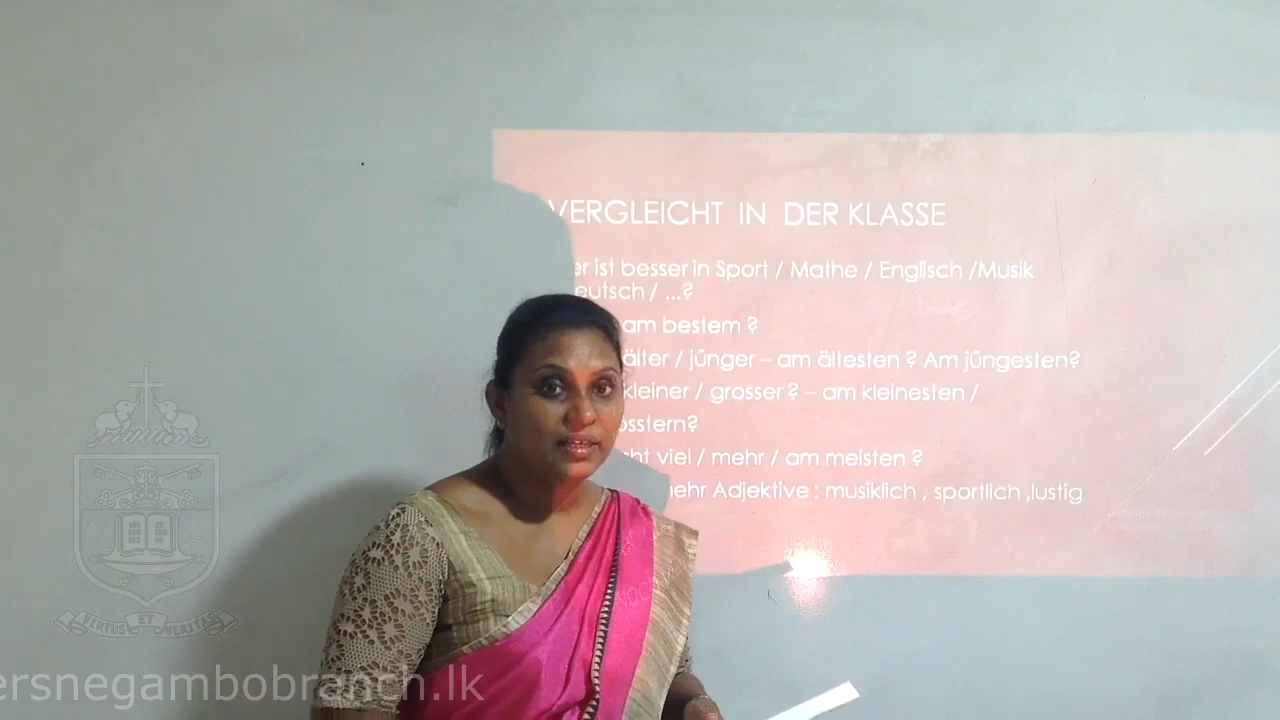 VERGLEICHT IN DER KLASSE
er ist besser in Sport / Mathe / Englisch /Musik
eutsch / ...?
am bestem ?
älter / jünger – am ältesten ? Am jüngesten?
kleiner / grosser ? – am kleinesten /
össtern?
ht viel / mehr / am meisten ?
mehr Adjektive : musiklich , sportlich ,lustig
VIRTUS ET VERITAS
ersnegambobranch.lk